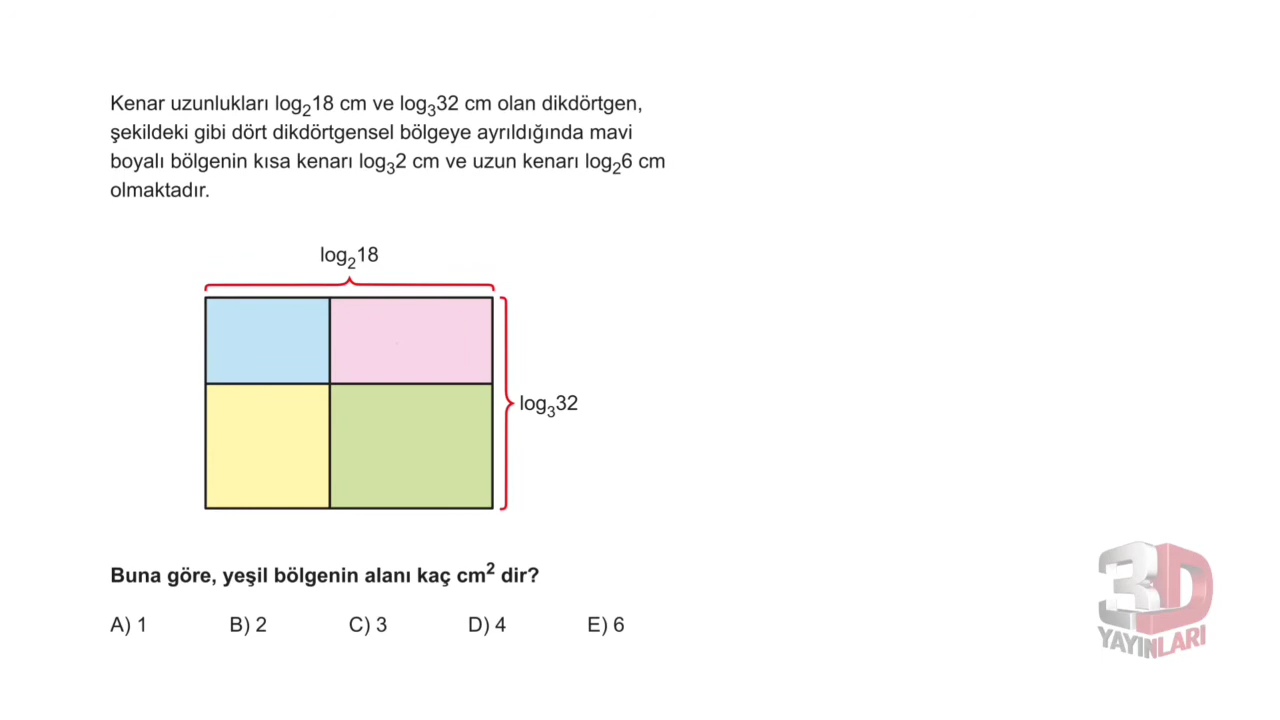 Kenar uzunlukları log₂18 cm ve log₃32 cm olan dikdörtgen,
şekildeki gibi dört dikdörtgensel bölgeye ayrıldığında mavi
boyalı bölgenin kısa kenarı log₃2 cm ve uzun kenarı log₂6 cm
olmaktadır.
log₂18
log₃32
Buna göre, yeşil bölgenin alanı kaç cm² dir?
A) 1 B) 2 C) 3 D) 4 E) 6
3D
YAYINLARI